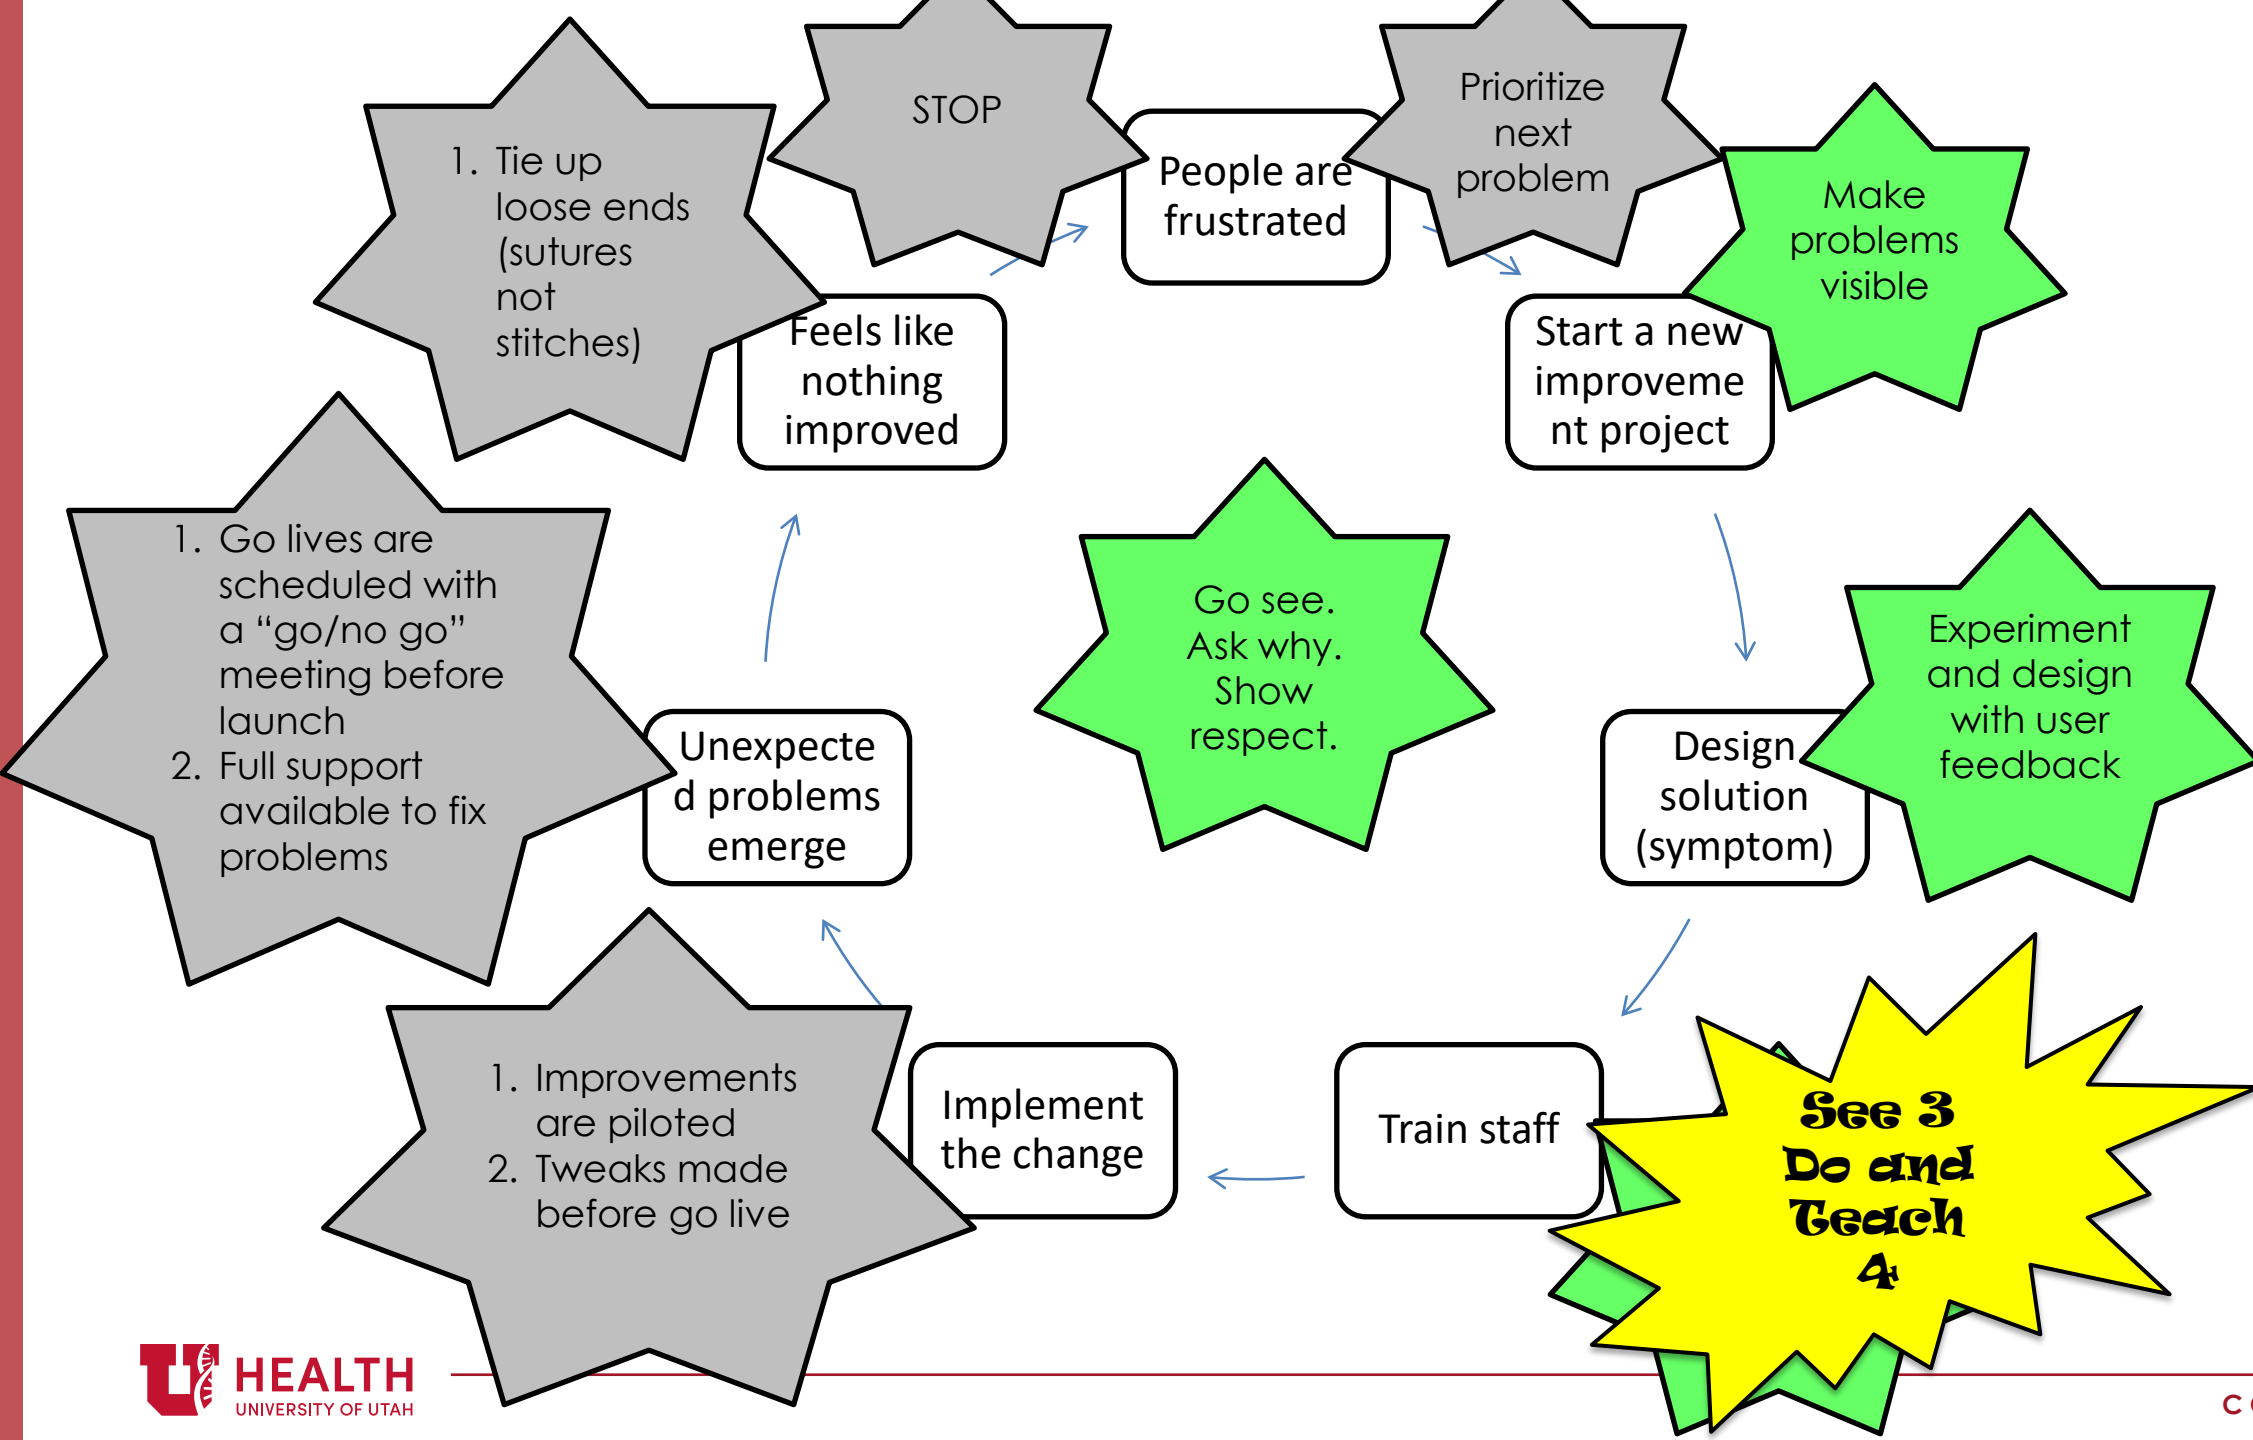 STOP
Prioritize
next
problem
1. Tie up
loose ends
(sutures
not
stitches)
People are
frustrated
Make
problems
visible
Feels like
nothing
improved
Start a new
improveme
nt project
1. Go lives are
scheduled with
a “go/no go”
meeting before
launch
2. Full support
available to fix
problems
Go see.
Ask why.
Show
respect.
Experiment
and design
with user
feedback
Unexpecte
d problems
emerge
Design
solution
(symptom)
1. Improvements
are piloted
2. Tweaks made
before go live
Implement
the change
Train staff
See 3
Do and
Teach
4
U HEALTH
UNIVERSITY OF UTAH